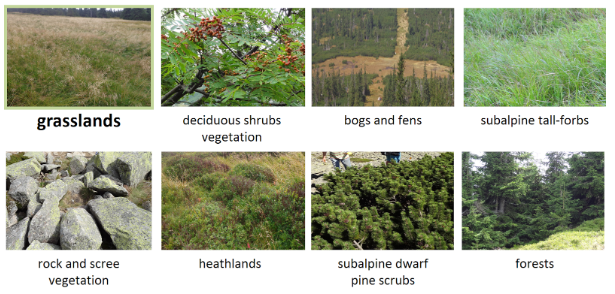 grasslands
deciduous shrubs
vegetation
bogs and fens
subalpine tall-forbs
rock and scree
vegetation
heathlands
subalpine dwarf
pine scrubs
forests